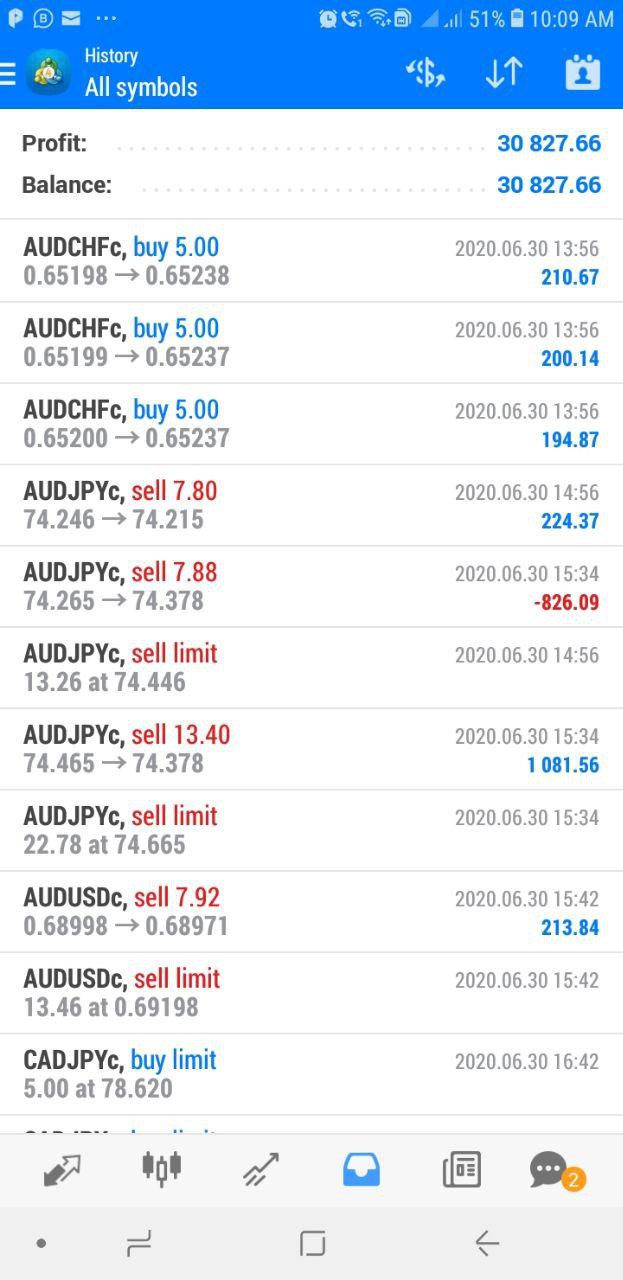 51% 10:09 AM
History
All symbols
Profit: 30 827.66
Balance: 30 827.66
AUDCHFc, buy 5.00 2020.06.30 13:56
0.65198 → 0.65238 210.67
AUDCHFc, buy 5.00 2020.06.30 13:56
0.65199 → 0.65237 200.14
AUDCHFc, buy 5.00 2020.06.30 13:56
0.65200 → 0.65237 194.87
AUDJPYc, sell 7.80 2020.06.30 14:56
74.246 → 74.215 224.37
AUDJPYc, sell 7.88 2020.06.30 15:34
74.265 → 74.378 -826.09
AUDJPYc, sell limit 2020.06.30 14:56
13.26 at 74.446
AUDJPYc, sell 13.40 2020.06.30 15:34
74.465 → 74.378 1 081.56
AUDJPYc, sell limit 2020.06.30 15:34
22.78 at 74.665
AUDUSDc, sell 7.92 2020.06.30 15:42
0.68998 → 0.68971 213.84
AUDUSDc, sell limit 2020.06.30 15:42
13.46 at 0.69198
CADJPYc, buy limit 2020.06.30 16:42
5.00 at 78.620
2